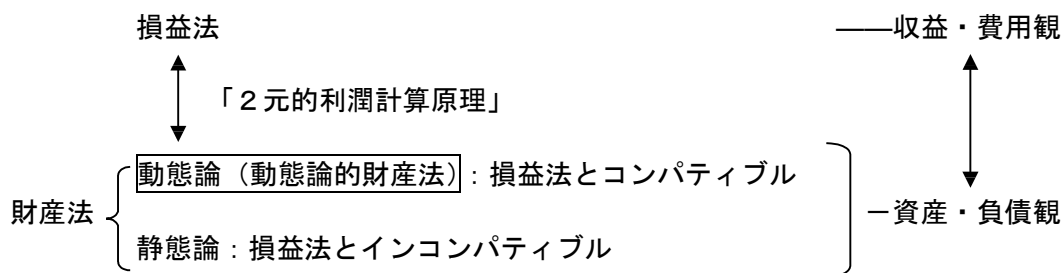 損益法 ――収益・費用観
「２元的利潤計算原理」
動態論（動態論的財産法）：損益法とコンパティブル
財産法 －資産・負債観
静態論：損益法とインコンパティブル